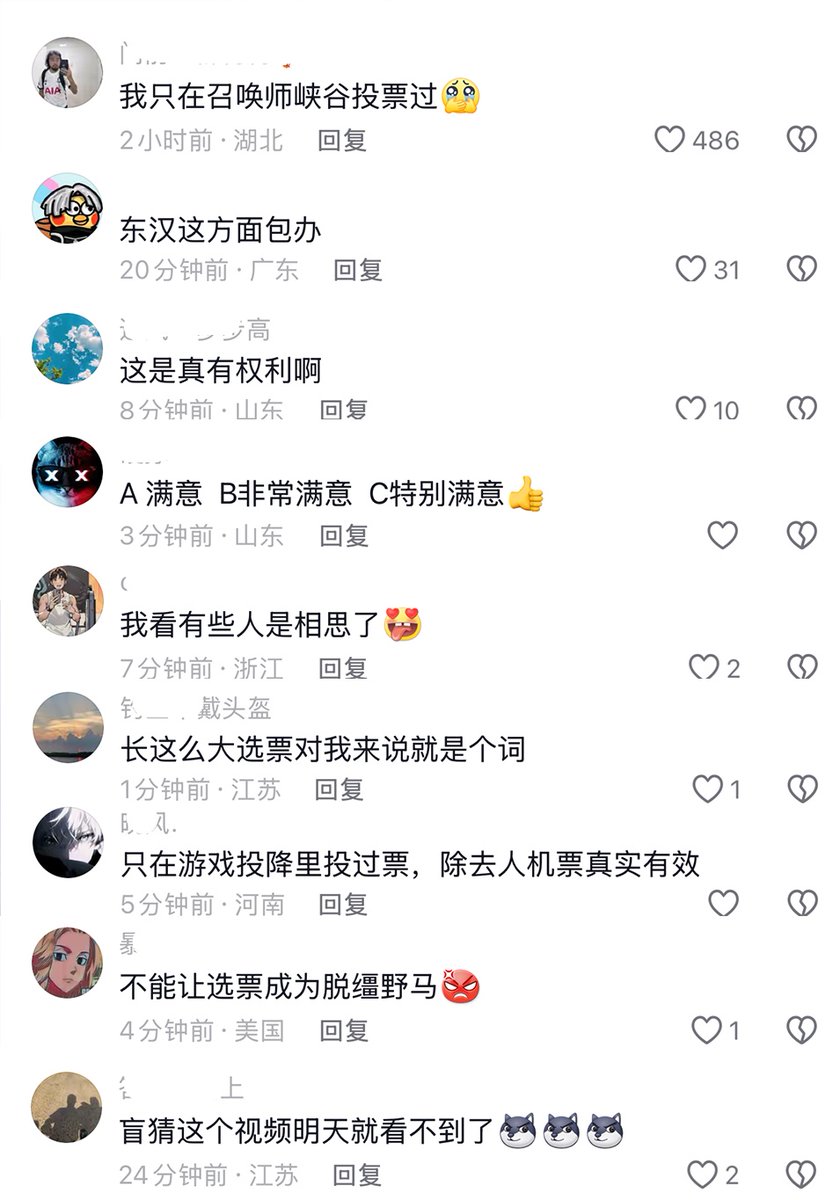 我只在召唤师峡谷投票过
2小时前·湖北 回复 486
东汉这方面包办
20分钟前·广东 回复 31
高
这是真有权利啊
8分钟前·山东 回复 10
A 满意 B非常满意 C特别满意
3分钟前·山东 回复
我看有些人是相思了
7分钟前·浙江 回复 2
戴头盔
长这么大选票对我来说就是个词
1分钟前·江苏 回复 1
风.
只在游戏投降里投过票，除去人机票真实有效
5分钟前·河南 回复
不能让选票成为脱缰野马
4分钟前·美国 回复 1
上
盲猜这个视频明天就看不到了
24分钟前·江苏 回复 2